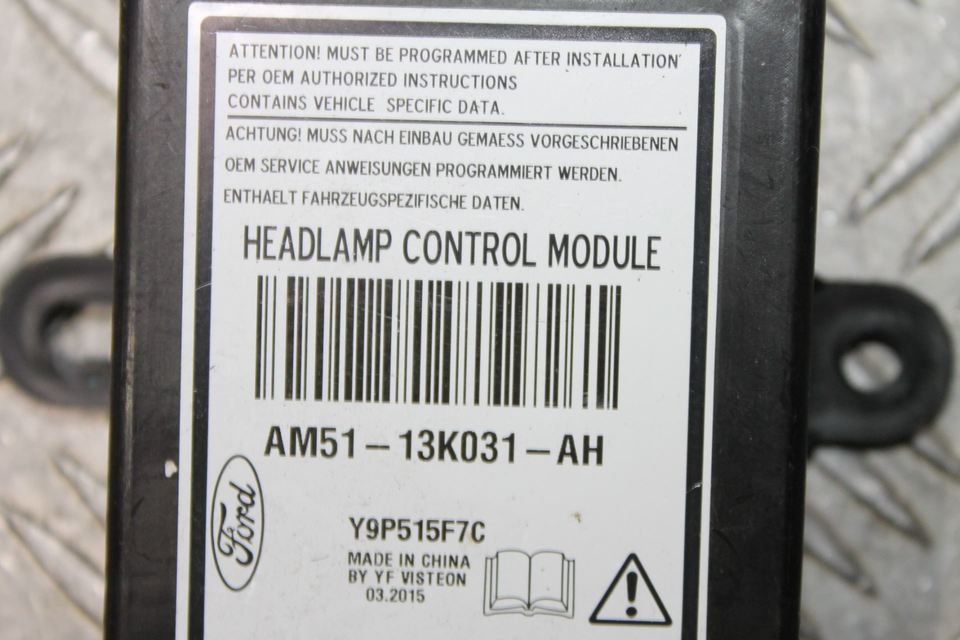 ATTENTION! MUST BE PROGRAMMED AFTER INSTALLATION
PER OEM AUTHORIZED INSTRUCTIONS
CONTAINS VEHICLE SPECIFIC DATA.
ACHTUNG! MUSS NACH EINBAU GEMAESS VORGESCHRIEBENEN
OEM SERVICE ANWEISUNGEN PROGRAMMIERT WERDEN.
ENTHAELT FAHRZEUGSPEZIFISCHE DATEN.
HEADLAMP CONTROL MODULE
AM51-13K031-AH
Ford
Y9P515F7C
MADE IN CHINA
BY YF VISTEON
03.2015